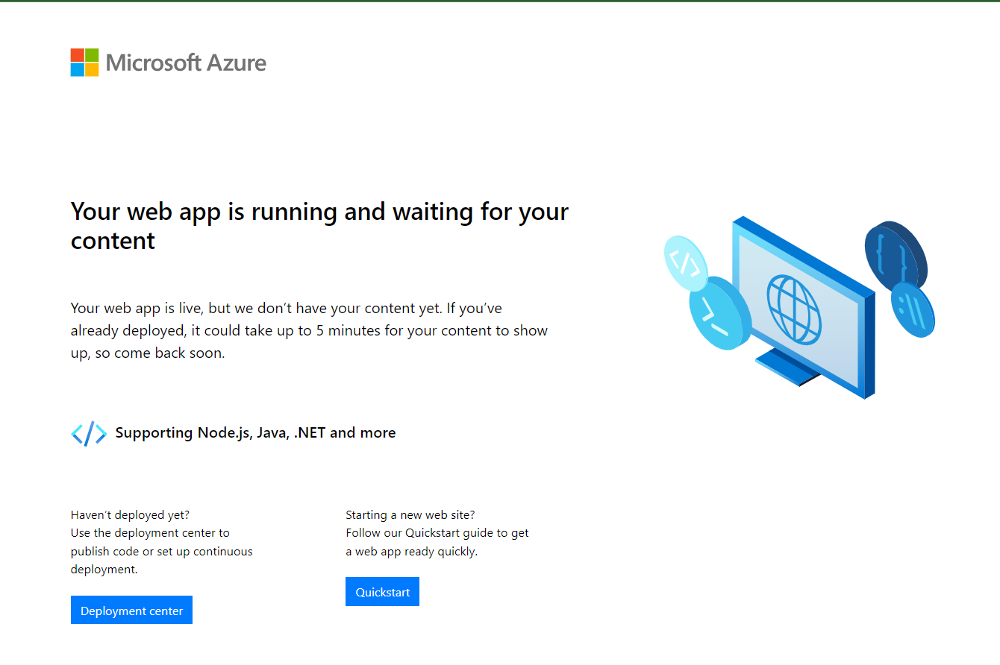 Microsoft Azure
Your web app is running and waiting for your
content
Your web app is live, but we don’t have your content yet. If you’ve
already deployed, it could take up to 5 minutes for your content to show
up, so come back soon.
</> Supporting Node.js, Java, .NET and more
Haven’t deployed yet?
Use the deployment center to
publish code or set up continuous
deployment.
Deployment center
Starting a new web site?
Follow our Quickstart guide to get
a web app ready quickly.
Quickstart